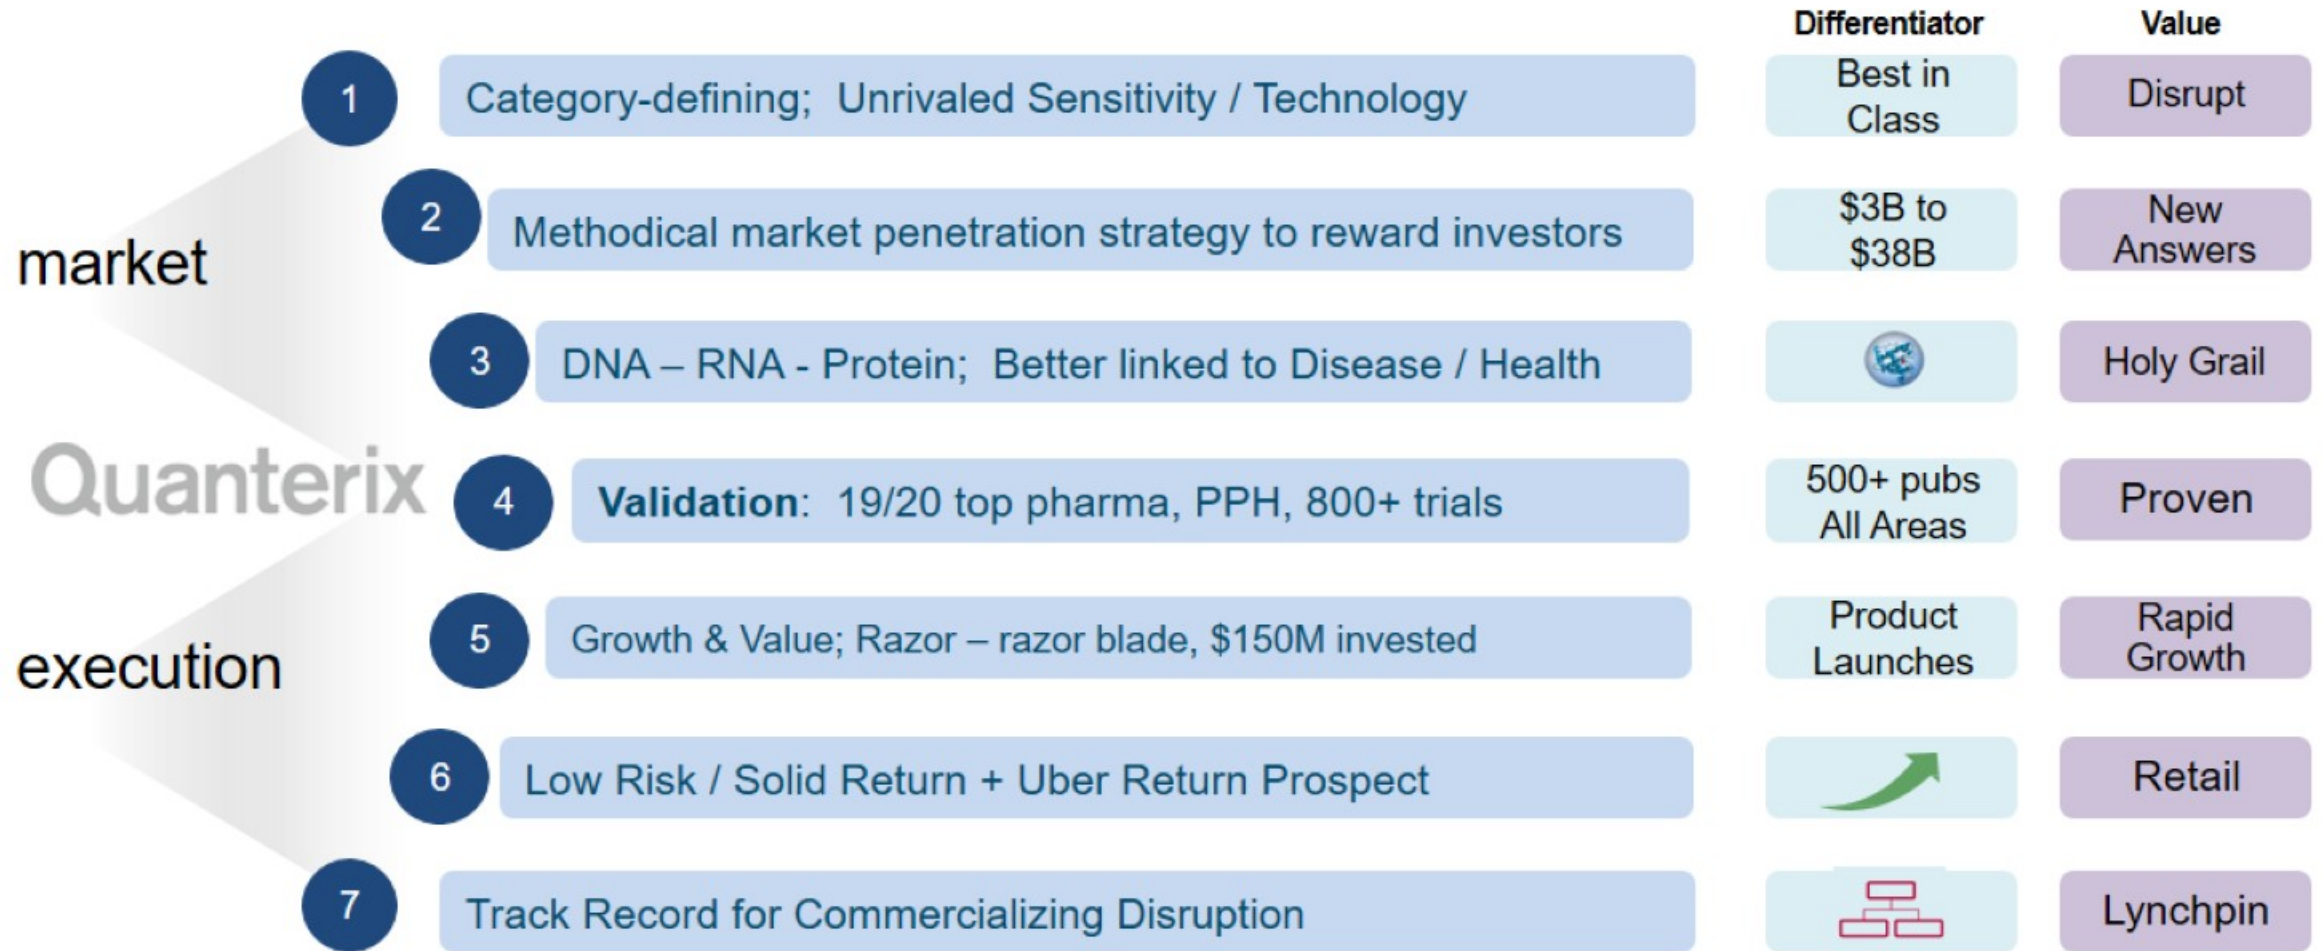 Differentiator Value
1 Category-defining; Unrivaled Sensitivity / Technology
Best in
Class
Disrupt
market
2 Methodical market penetration strategy to reward investors
$3B to
$38B
New
Answers
3 DNA – RNA - Protein; Better linked to Disease / Health
Holy Grail
Quanterix
4 Validation: 19/20 top pharma, PPH, 800+ trials
500+ pubs
All Areas
Proven
execution
5 Growth & Value; Razor – razor blade, $150M invested
Product
Launches
Rapid
Growth
6 Low Risk / Solid Return + Uber Return Prospect
Retail
7 Track Record for Commercializing Disruption
Lynchpin